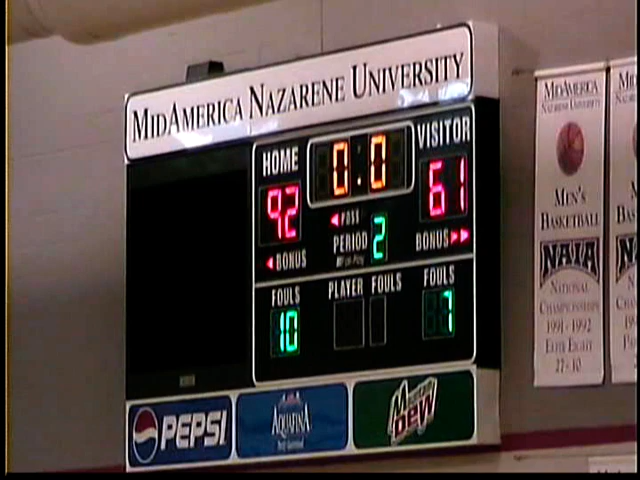 MIDAMERICA NAZARENE UNIVERSITY
HOME
0.0
VISITOR
92
61
POSS
PERIOD
2
BONUS
BONUS
FOULS
PLAYER FOULS
FOULS
10
7
PEPSI
AQUAFINA
Mountain
DEW
MIDAMERICA
NAZARENE UNIVERSITY
MEN'S
BASKETBALL
NAIA
NATIONAL
CHAMPIONSHIPS
1991-1992
ELITE EIGHT
27-10